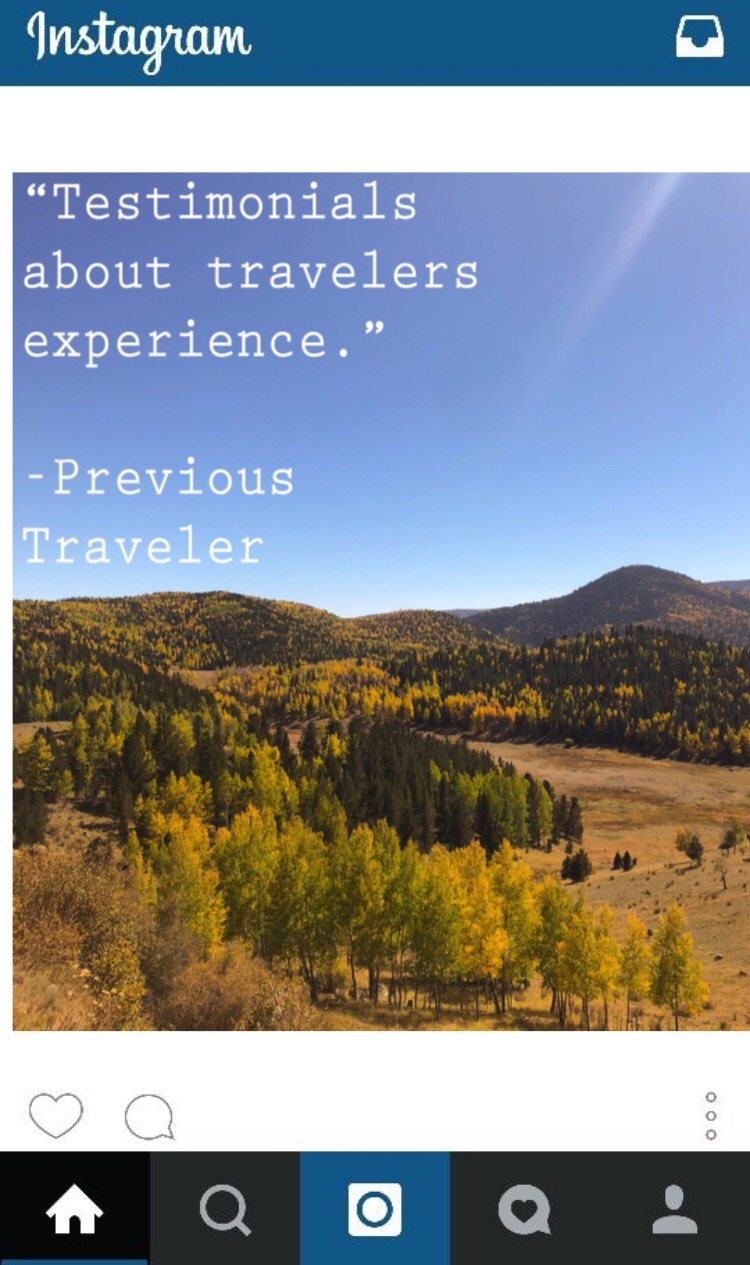 Instagram
“Testimonials
about travelers
experience.”
-Previous
Traveler